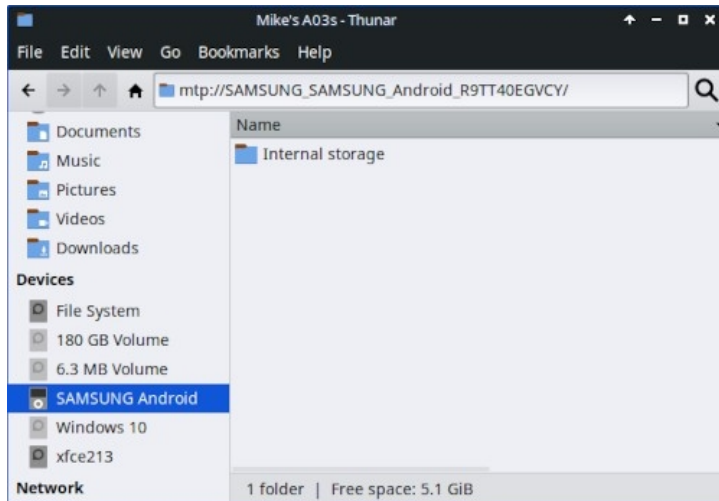 Mike's A03s - Thunar
File Edit View Go Bookmarks Help
mtp://SAMSUNG_SAMSUNG_Android_R9TT40EGVCY/
Documents
Music
Pictures
Videos
Downloads
Devices
File System
180 GB Volume
6.3 MB Volume
SAMSUNG Android
Windows 10
xfce213
Network
Name
Internal storage
1 folder | Free space: 5.1 GiB